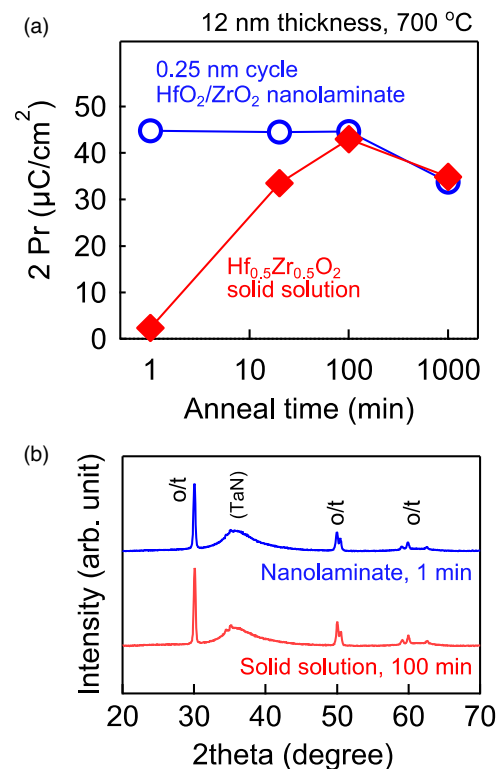 (a)
12 nm thickness, 700 °C
0.25 nm cycle
HfO₂/ZrO₂ nanolaminate
50
40
30
20
10
0
2 Pr (µC/cm²)
Hf₀.₅Zr₀.₅O₂
solid solution
1 10 100 1000
Anneal time (min)
(b)
Intensity (arb. unit)
o/t (TaN) o/t o/t
Nanolaminate, 1 min
Solid solution, 100 min
20 30 40 50 60 70
2theta (degree)